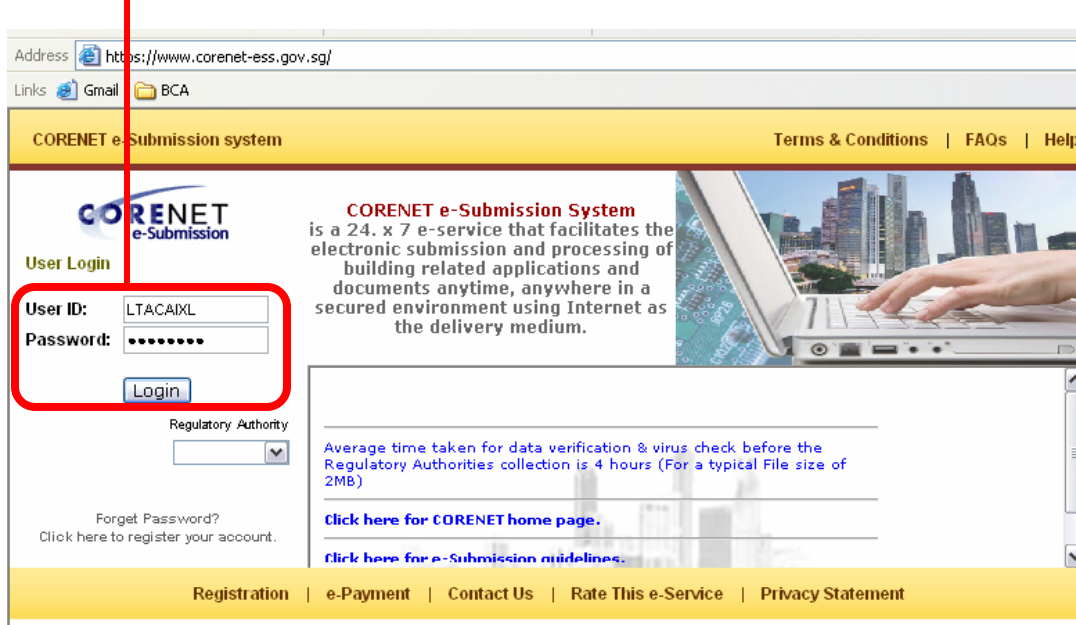 Address https://www.corenet-ess.gov.sg/
Links Gmail BCA
CORENET e-Submission system Terms & Conditions | FAQs | Help
CORENET
e-Submission
User Login
User ID: LTACAIXL
Password: ••••••••
Login
Regulatory Authority
Forget Password?
Click here to register your account.
CORENET e-Submission System
is a 24. x 7 e-service that facilitates the
electronic submission and processing of
building related applications and
documents anytime, anywhere in a
secured environment using Internet as
the delivery medium.
Average time taken for data verification & virus check before the
Regulatory Authorities collection is 4 hours (For a typical File size of
2MB)
Click here for CORENET home page.
Click here for e-Submission guidelines.
Registration | e-Payment | Contact Us | Rate This e-Service | Privacy Statement